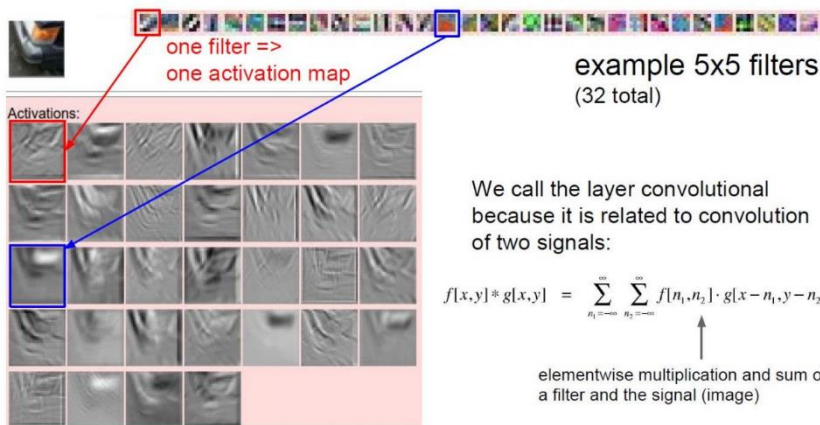 one filter =>
one activation map
example 5x5 filters
(32 total)
Activations:
We call the layer convolutional
because it is related to convolution
of two signals:
f[x,y] * g[x,y] = ∑ ∑ f[n₁,n₂] · g[x−n₁,y−n₂
∞ ∞
n₁=−∞ n₂=−∞
elementwise multiplication and sum o
a filter and the signal (image)